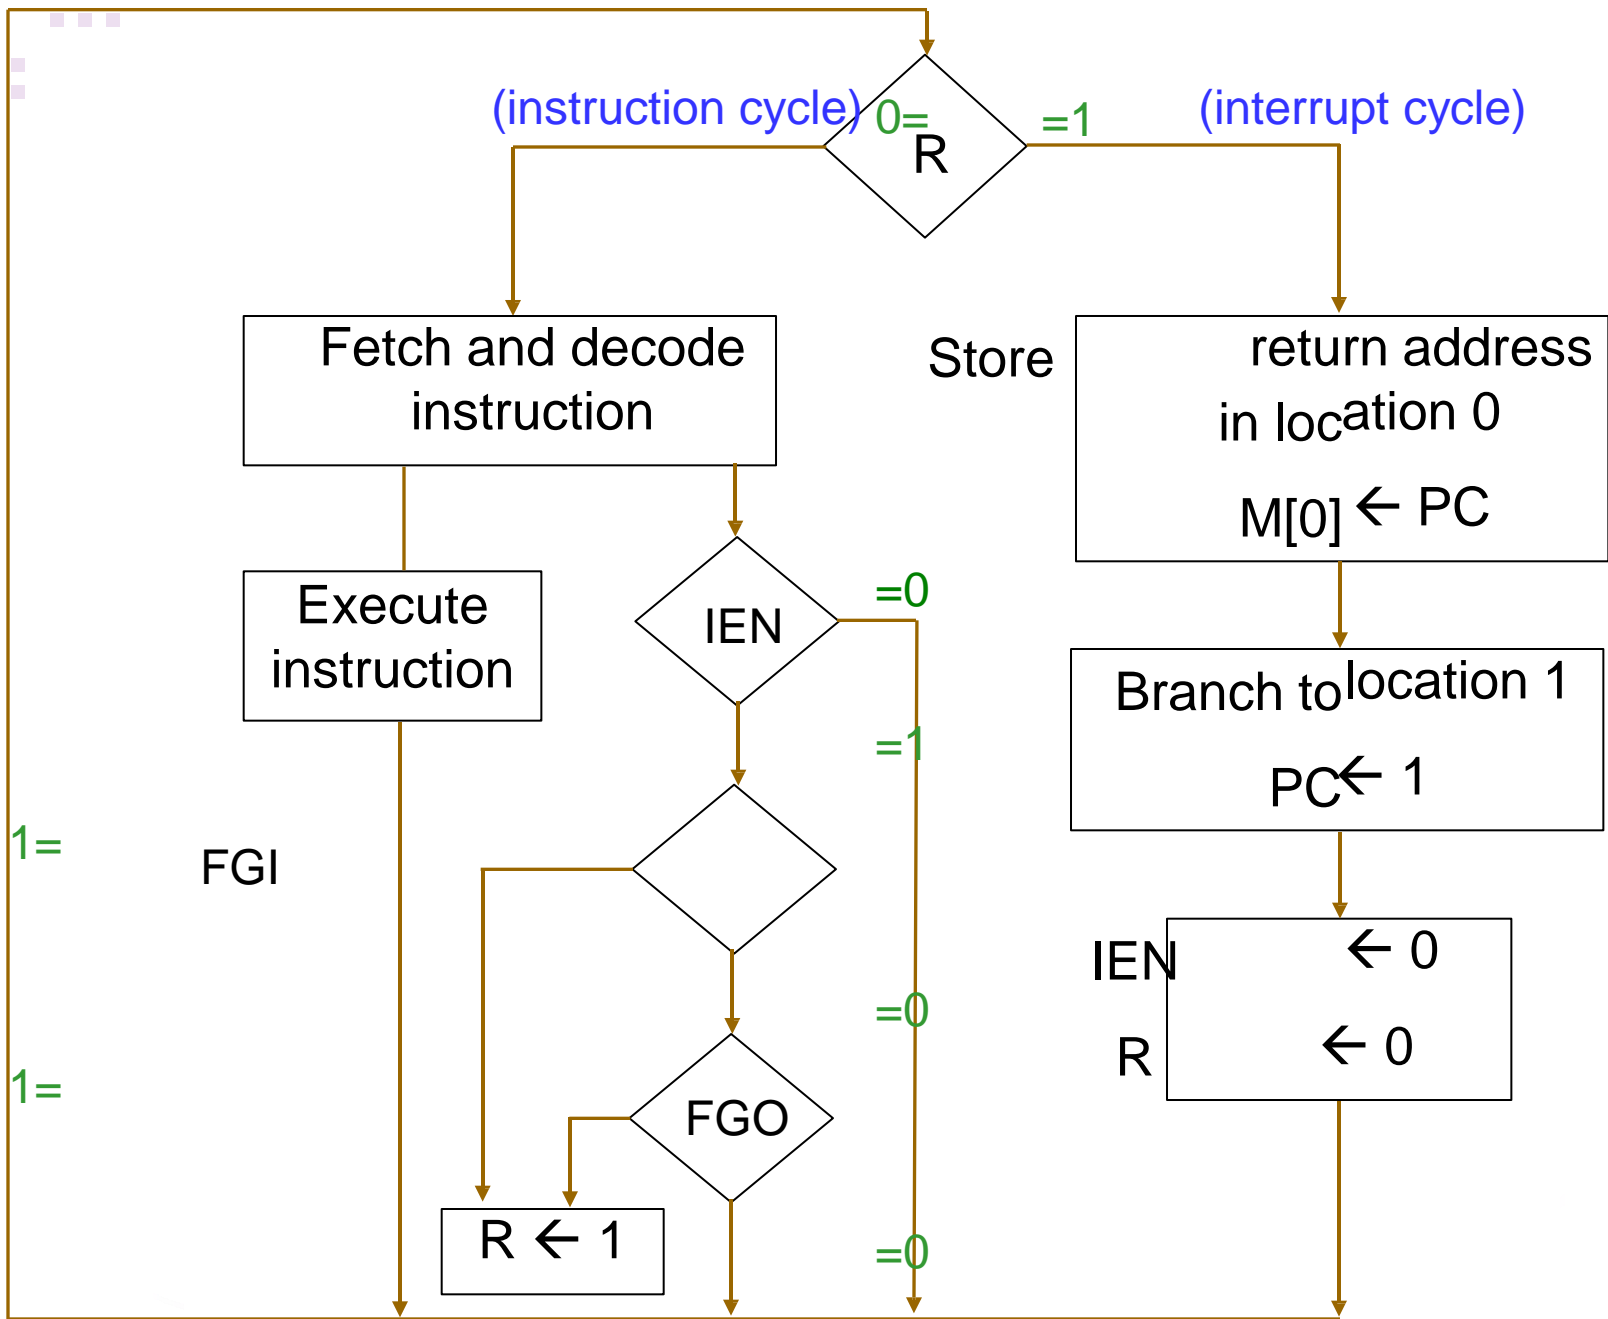 (instruction cycle) 0= =1 (interrupt cycle)
R
Fetch and decode
instruction
Store return address
in location 0
M[0] ← PC
Execute
instruction
IEN
=0
Branch to location 1
PC ← 1
=1
1=
FGI
=0
IEN ← 0
R ← 0
1=
FGO
R ← 1
=0